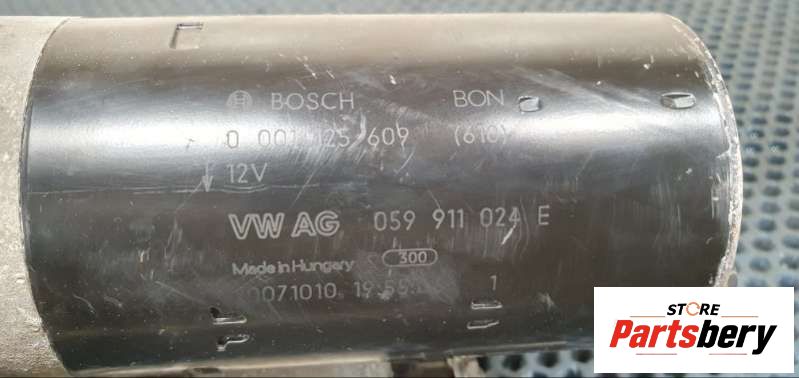 BOSCH BON
0 001 125 609 (610)
12V
VW AG 059 911 024 E
Made in Hungary 300
1
STORE
Partsbery